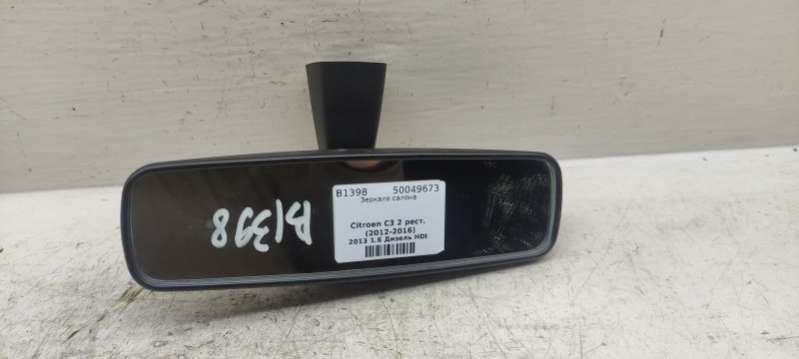 B1398
B1398 50049673
Зеркало салона
Citroen C3 2 рест.
(2012-2016)
2013 1.6 Дизель HDI